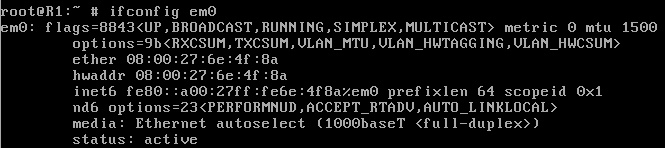 root@R1:~ # ifconfig em0
em0: flags=8843<UP,BROADCAST,RUNNING,SIMPLEX,MULTICAST> metric 0 mtu 1500
options=9b<RXCSUM,TXCSUM,VLAN_MTU,VLAN_HWTAGGING,VLAN_HWCSUM>
ether 08:00:27:6e:4f:8a
hwaddr 08:00:27:6e:4f:8a
inet6 fe80::a00:27ff:fe6e:4f8a%em0 prefixlen 64 scopeid 0x1
nd6 options=23<PERFORMNUD,ACCEPT_RTADV,AUTO_LINKLOCAL>
media: Ethernet autoselect (1000baseT <full-duplex>)
status: active